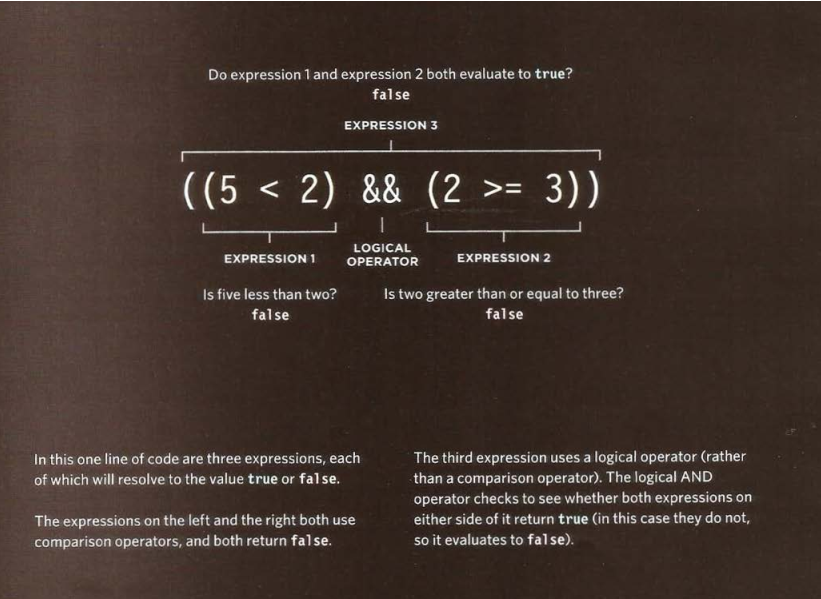 Do expression 1 and expression 2 both evaluate to true?
false
EXPRESSION 3
((5 < 2) && (2 >= 3))
EXPRESSION 1
LOGICAL
OPERATOR
EXPRESSION 2
Is five less than two?
false
Is two greater than or equal to three?
false
In this one line of code are three expressions, each
of which will resolve to the value true or false.
The expressions on the left and the right both use
comparison operators, and both return false.
The third expression uses a logical operator (rather
than a comparison operator). The logical AND
operator checks to see whether both expressions on
either side of it return true (in this case they do not,
so it evaluates to false).